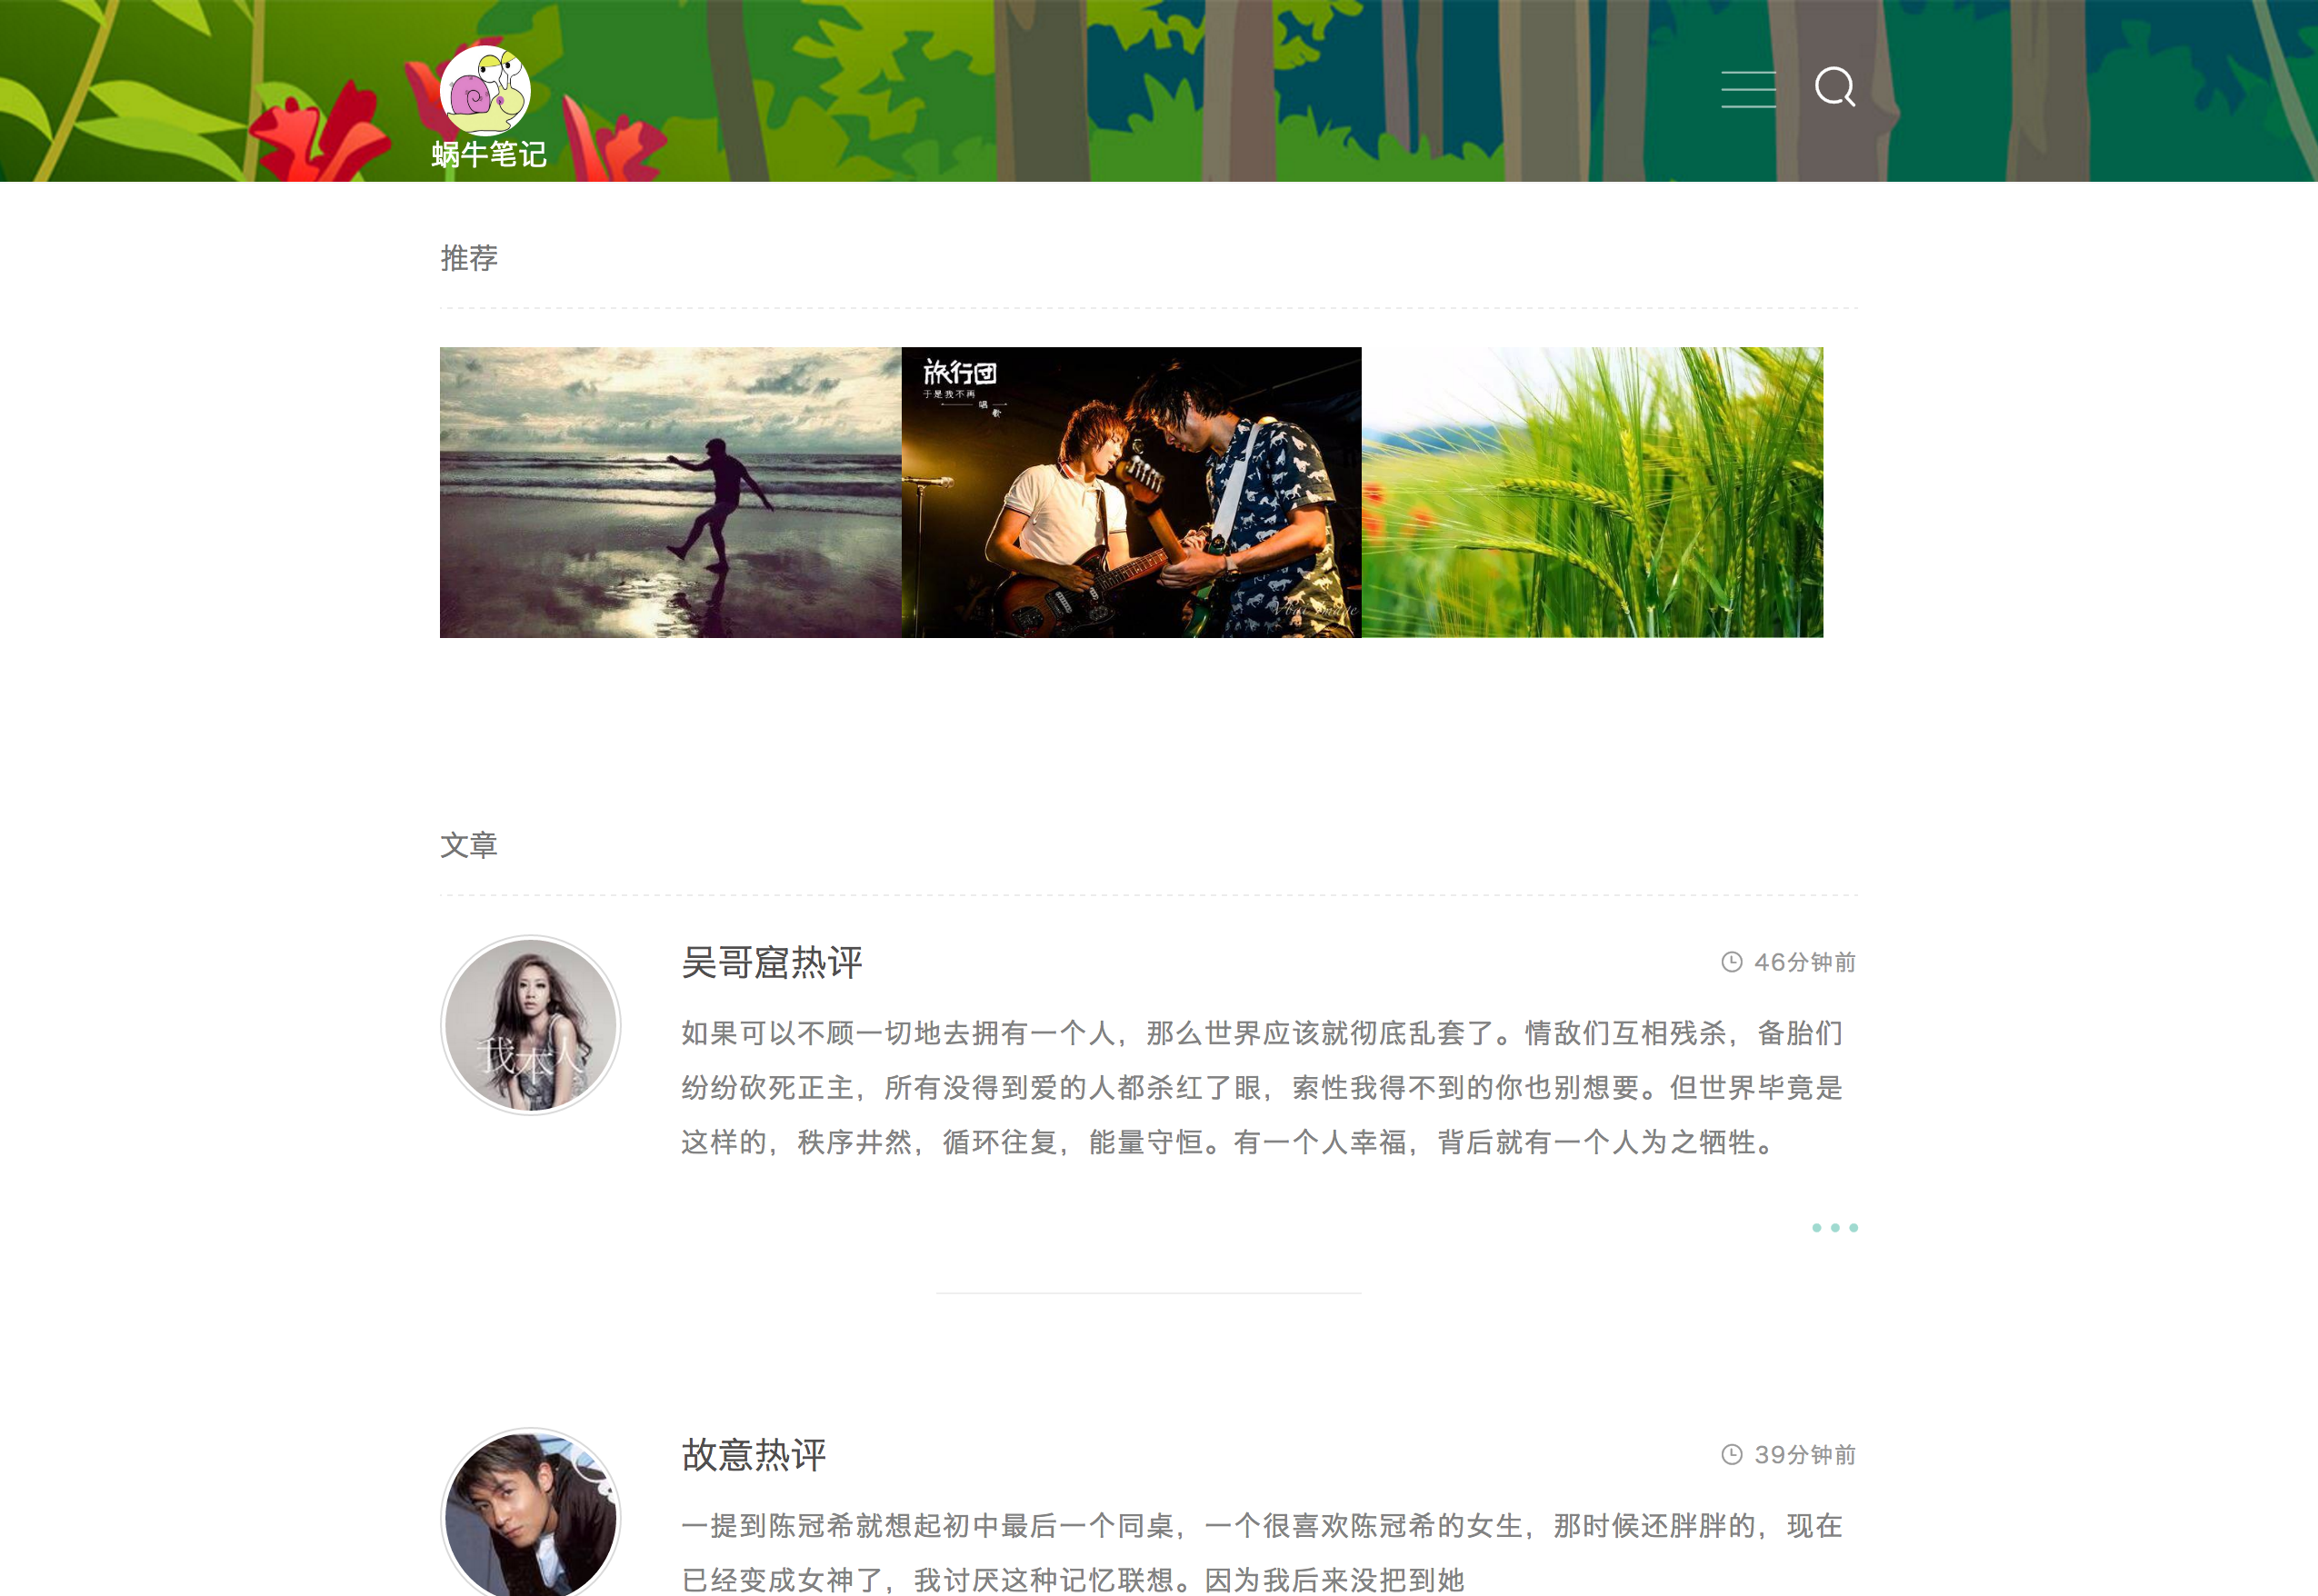 蜗牛笔记
推荐
旅行团
于是我不再
唱
歌
文章
吴哥窟热评
46分钟前
如果可以不顾一切地去拥有一个人，那么世界应该就彻底乱套了。情敌们互相残杀，备胎们
纷纷砍死正主，所有没得到爱的人都杀红了眼，索性我得不到的你也别想要。但世界毕竟是
这样的，秩序井然，循环往复，能量守恒。有一个人幸福，背后就有一个人为之牺牲。
我本人
故意热评
39分钟前
一提到陈冠希就想起初中最后一个同桌，一个很喜欢陈冠希的女生，那时候还胖胖的，现在
已经变成女神了，我讨厌这种记忆联想。因为我后来没把到她